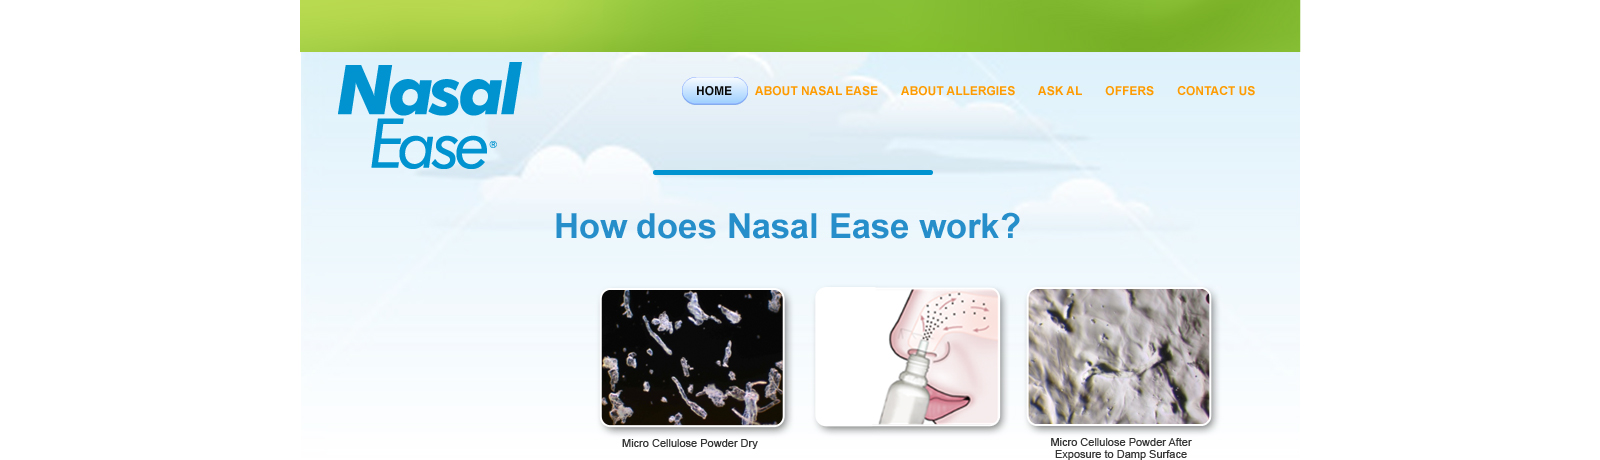 Nasal
Ease®
HOME ABOUT NASAL EASE ABOUT ALLERGIES ASK AL OFFERS CONTACT US
How does Nasal Ease work?
Micro Cellulose Powder Dry
Micro Cellulose Powder After
Exposure to Damp Surface